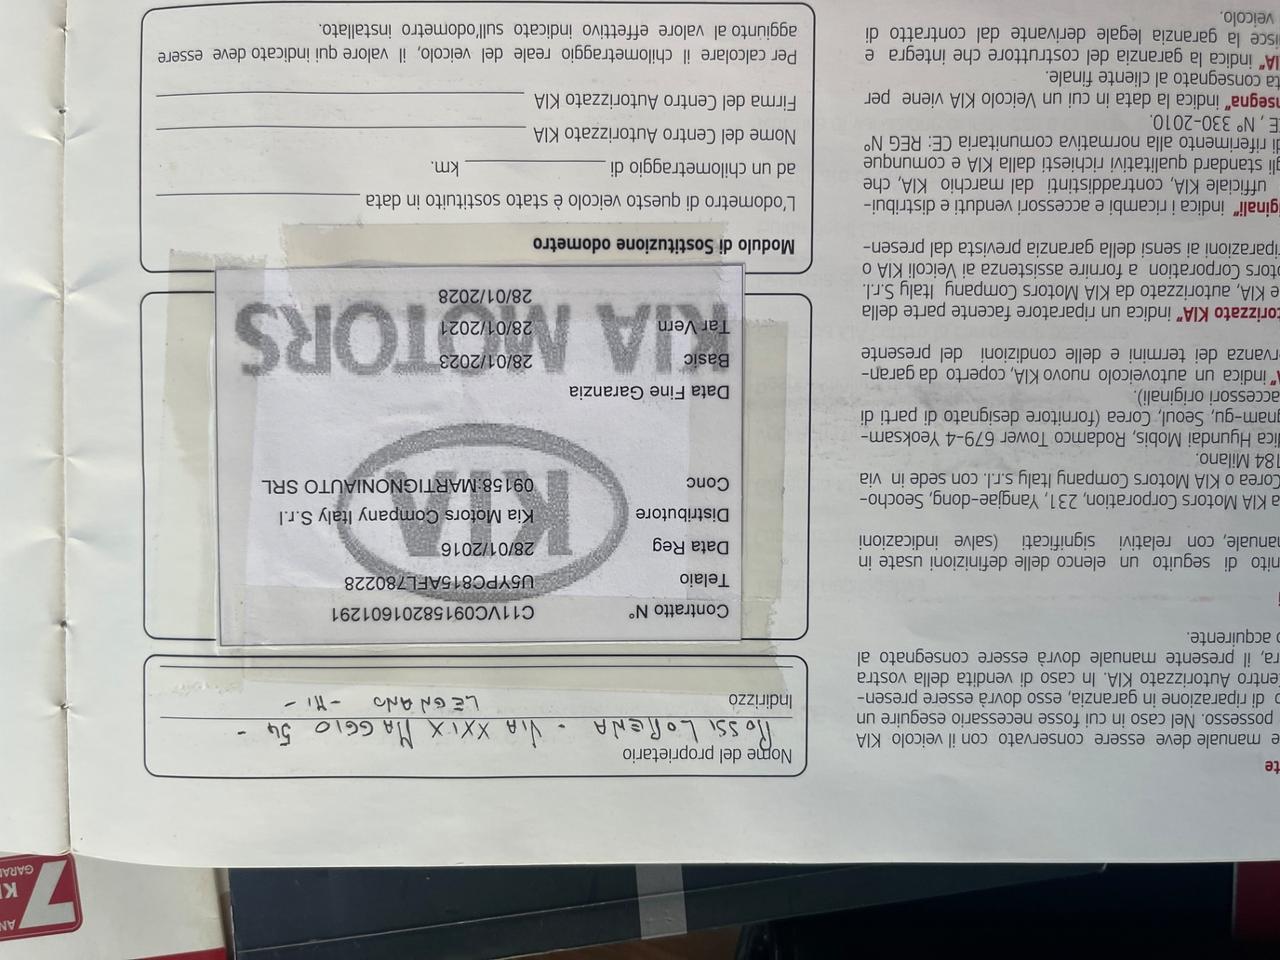 Nome del proprietario
ROSSI LORENA - VIA XXIX MAGGIO 54 -
Indirizzo
LEGNANO -MI-
Contratto N° C11VC0915820160 1291
Telaio U5YPC815AFL780228
Data Reg 28/01/2016
Distributore Kia Motors Company Italy S.r.l
Conc 09158:MARTIGNONIAUTO SRL
KIA
Data Fine Garanzia
Basic 28/01/2023
Tar Vern 28/01/2021
28/01/2028
KIA MOTORS
Modulo di Sostituzione odometro
L'odometro di questo veicolo è stato sostituito in data
ad un chilometraggio di km.
Nome del Centro Autorizzato KIA
Firma del Centro Autorizzato KIA
Per calcolare il chilometraggio reale del veicolo, il valore qui indicato deve essere
aggiunto al valore effettivo indicato sull'odometro installato.
e manuale deve essere conservato con il veicolo KIA
possesso. Nel caso in cui fosse necessario eseguire un
o di riparazione in garanzia, esso dovrà essere presen-
Centro Autorizzato KIA. In caso di vendita della vostra
ra, il presente manuale dovrà essere consegnato al
o acquirente.
nito di seguito un elenco delle definizioni usate in
manuale, con relativi significati (salve indicazioni
a KIA Motors Corporation, 231, Yangjae-dong, Seocho-
Corea o KIA Motors Company Italy s.r.l. con sede in via
184 Milano.
dica Hyundai Mobis, Rodamco Tower 679-4 Yeoksam-
gnam-gu, Seoul, Corea (fornitore designato di parti di
accessori originali).
A" indica un autoveicolo nuovo KIA, coperto da garan-
rvanza dei termini e delle condizioni del presente
torizzato KIA" indica un riparatore facente parte della
e KIA, autorizzato da KIA Motors Company Italy S.r.l.
otors Corporation a fornire assistenza ai Veicoli KIA o
riparazioni ai sensi della garanzia prevista dal presen-
iginali" indica i ricambi e accessori venduti e distribui-
ufficiale KIA, contraddistinti dal marchio KIA, che
gli standard qualitativi richiesti dalla KIA e comunque
di riferimento alla normativa comunitaria CE: REG N°
E, N° 330-2010.
nsegna" indica la data in cui un Veicolo KIA viene per
ta consegnato al cliente finale.
IA" indica la garanzia del costruttore che integra e
isce la garanzia legale derivante dal contratto di
veicolo.
7